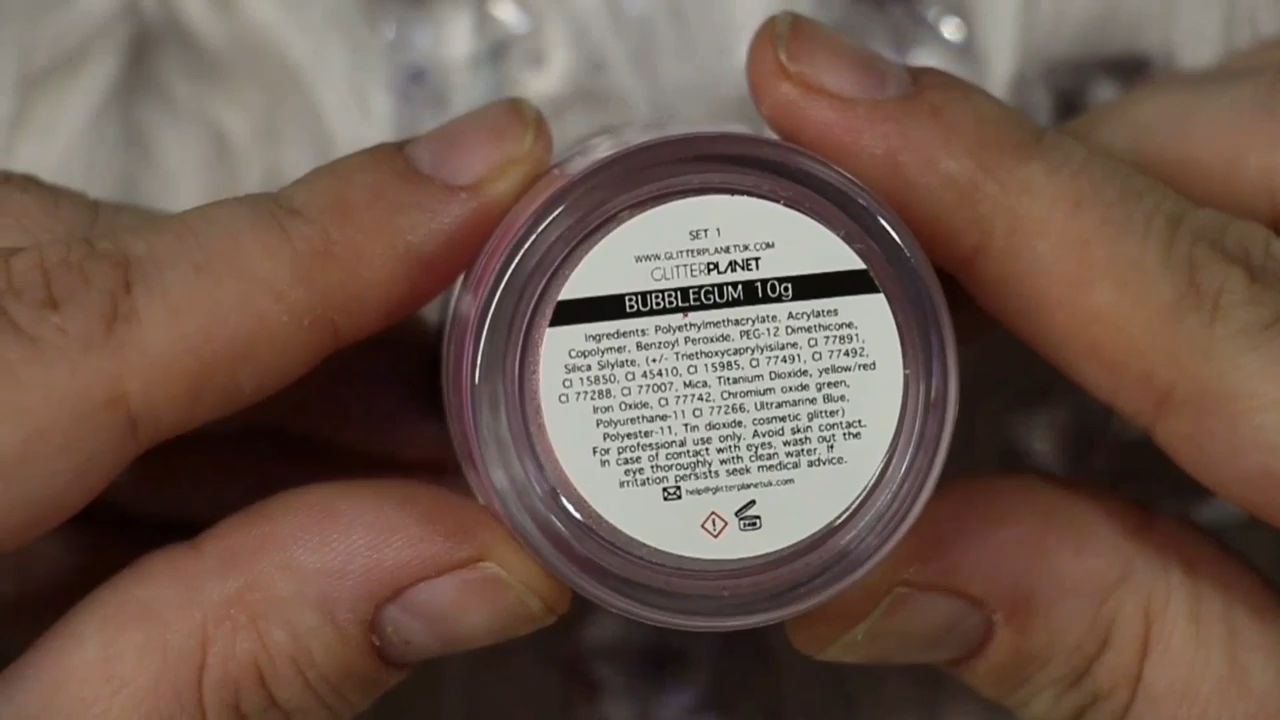 SET 1
WWW.GLITTERPLANETUK.COM
GLITTERPLANET
BUBBLEGUM 10g
Ingredients: Polyethylmethacrylate, Acrylates
Copolymer, Benzoyl Peroxide, PEG-12 Dimethicone,
Silica Silylate, (+/- Triethoxycaprylyisilane, CI 77891,
CI 15850, CI 45410, CI 15985, CI 77491, CI 77492,
CI 77288, CI 77007, Mica, Titanium Dioxide, yellow/red
Iron Oxide, CI 77742, Chromium oxide green,
Polyurethane-11 CI 77266, Ultramarine Blue,
Polyester-11, Tin dioxide, cosmetic glitter)
For professional use only. Avoid skin contact.
In case of contact with eyes, wash out the
eye thoroughly with clean water. If
irritation persists seek medical advice.
help@glitterplanetuk.com
24M